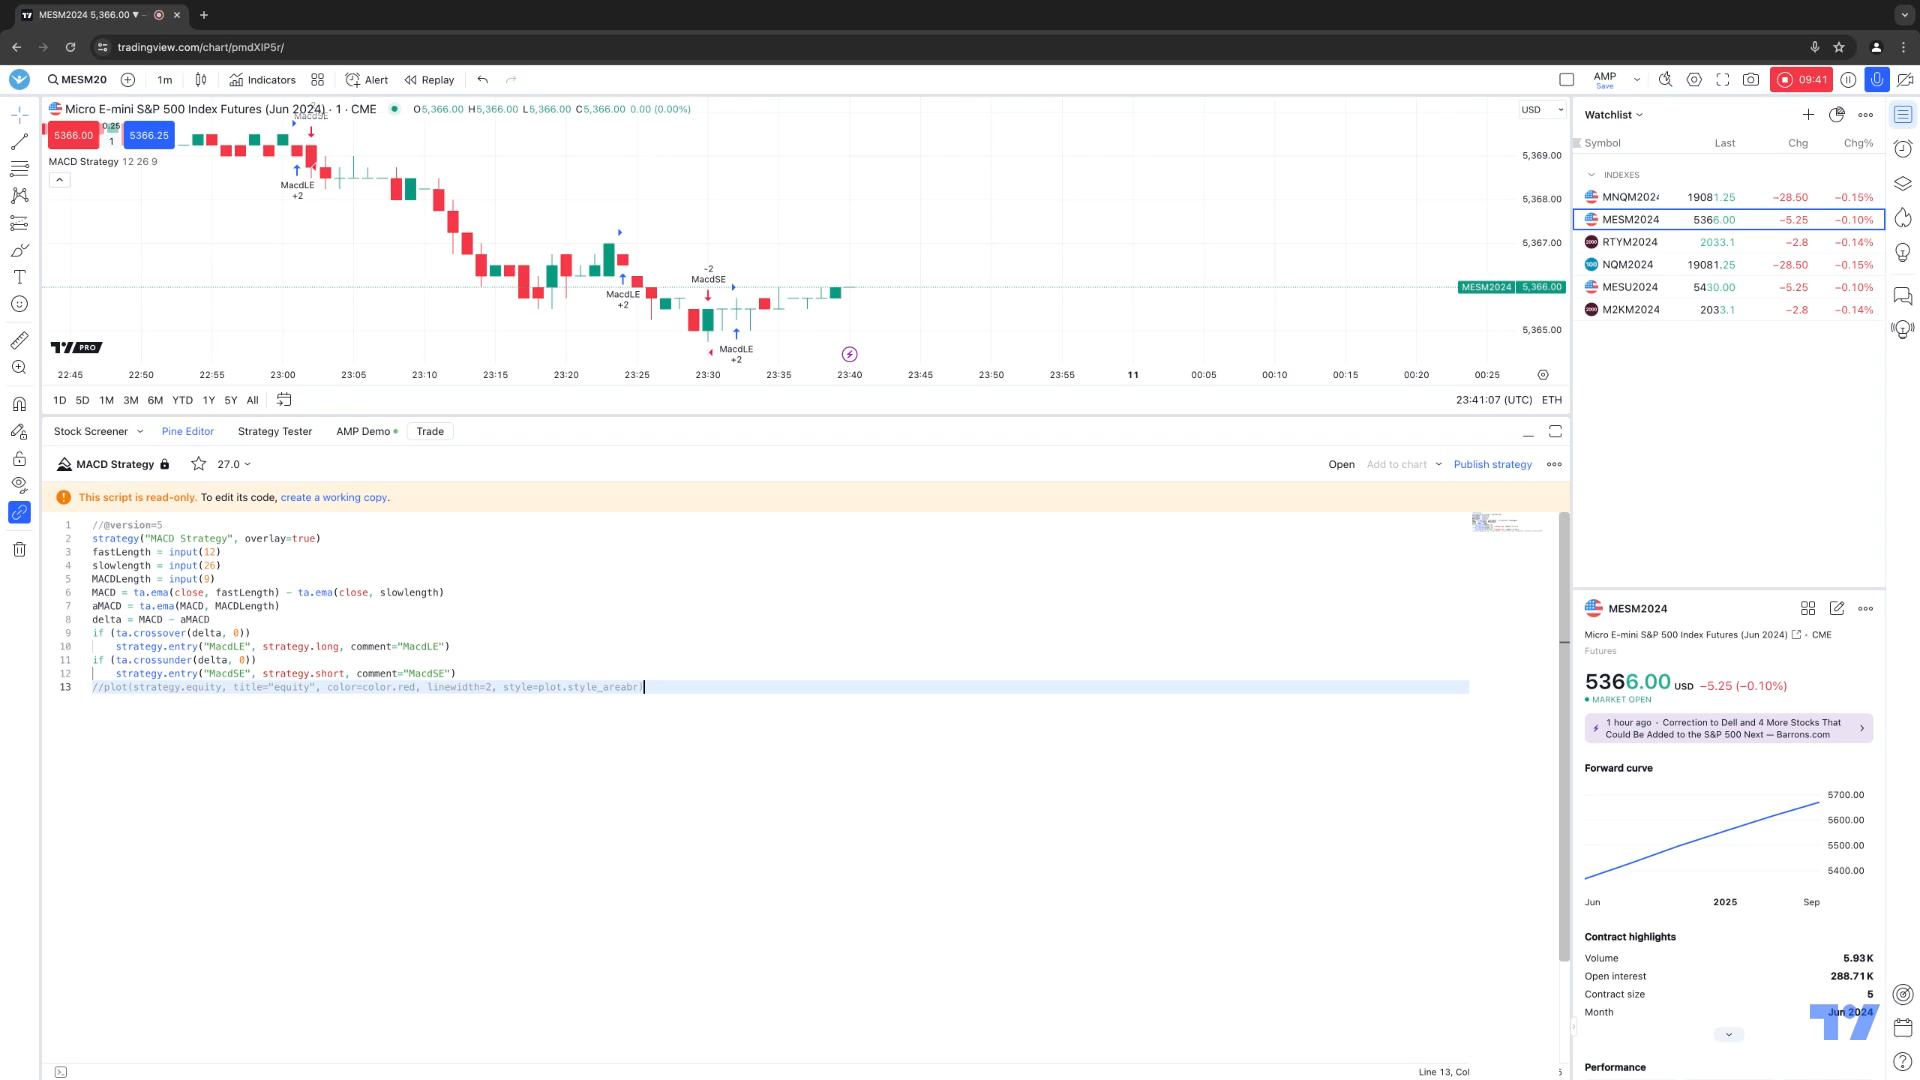 MESM2024 5,366.00 ▼ –
tradingview.com/chart/pmdXIP5r/
MESM20
1m
Indicators
Alert
Replay
AMP
Save
09:41
Micro E-mini S&P 500 Index Futures (Jun 2024) · 1 · CME
O5,366.00 H5,366.00 L5,366.00 C5,366.00 0.00 (0.00%)
USD
5366.00
0.25
1
5366.25
MACD Strategy 12 26 9
MacdSE
MacdLE
+2
MacdLE
+2
-2
MacdSE
MacdLE
+2
5,369.00
5,368.00
5,367.00
MESM2024 5,366.00
5,365.00
PRO
22:45 22:50 22:55 23:00 23:05 23:10 23:15 23:20 23:25 23:30 23:35 23:40 23:45 23:50 23:55 11 00:05 00:10 00:15 00:20 00:25
1D 5D 1M 3M 6M YTD 1Y 5Y All
23:41:07 (UTC) ETH
Stock Screener Pine Editor Strategy Tester AMP Demo Trade
MACD Strategy 27.0
Open Add to chart Publish strategy
This script is read-only. To edit its code, create a working copy.
1 //@version=5
2 strategy("MACD Strategy", overlay=true)
3 fastLength = input(12)
4 slowlength = input(26)
5 MACDLength = input(9)
6 MACD = ta.ema(close, fastLength) - ta.ema(close, slowlength)
7 aMACD = ta.ema(MACD, MACDLength)
8 delta = MACD - aMACD
9 if (ta.crossover(delta, 0))
10 strategy.entry("MacdLE", strategy.long, comment="MacdLE")
11 if (ta.crossunder(delta, 0))
12 strategy.entry("MacdSE", strategy.short, comment="MacdSE")
13 //plot(strategy.equity, title="equity", color=color.red, linewidth=2, style=plot.style_areabr)
Line 13, Col
Watchlist
Symbol Last Chg Chg%
INDEXES
MNQM2024 19081.25 −28.50 −0.15%
MESM2024 5366.00 −5.25 −0.10%
RTYM2024 2033.1 −2.8 −0.14%
NQM2024 19081.25 −28.50 −0.15%
MESU2024 5430.00 −5.25 −0.10%
M2KM2024 2033.1 −2.8 −0.14%
MESM2024
Micro E-mini S&P 500 Index Futures (Jun 2024) • CME
Futures
5366.00 USD −5.25 (−0.10%)
MARKET OPEN
1 hour ago · Correction to Dell and 4 More Stocks That
Could Be Added to the S&P 500 Next — Barrons.com
Forward curve
5700.00
5600.00
5500.00
5400.00
Jun 2025 Sep
Contract highlights
Volume 5.93K
Open interest 288.71K
Contract size 5
Month Jun 2024
Performance